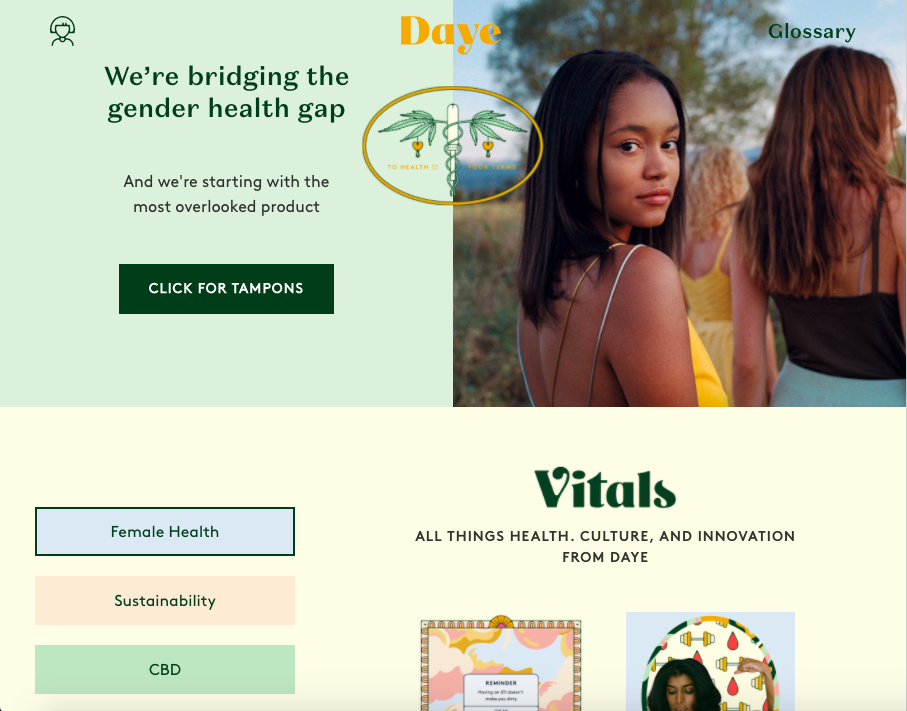 Daye
Glossary
We're bridging the
gender health gap
TO HEALTH
YOUR TERMS
And we're starting with the
most overlooked product
CLICK FOR TAMPONS
Vitals
ALL THINGS HEALTH. CULTURE, AND INNOVATION
FROM DAYE
Female Health
Sustainability
CBD
REMINDER
Having an STI doesn't
make you dirty.